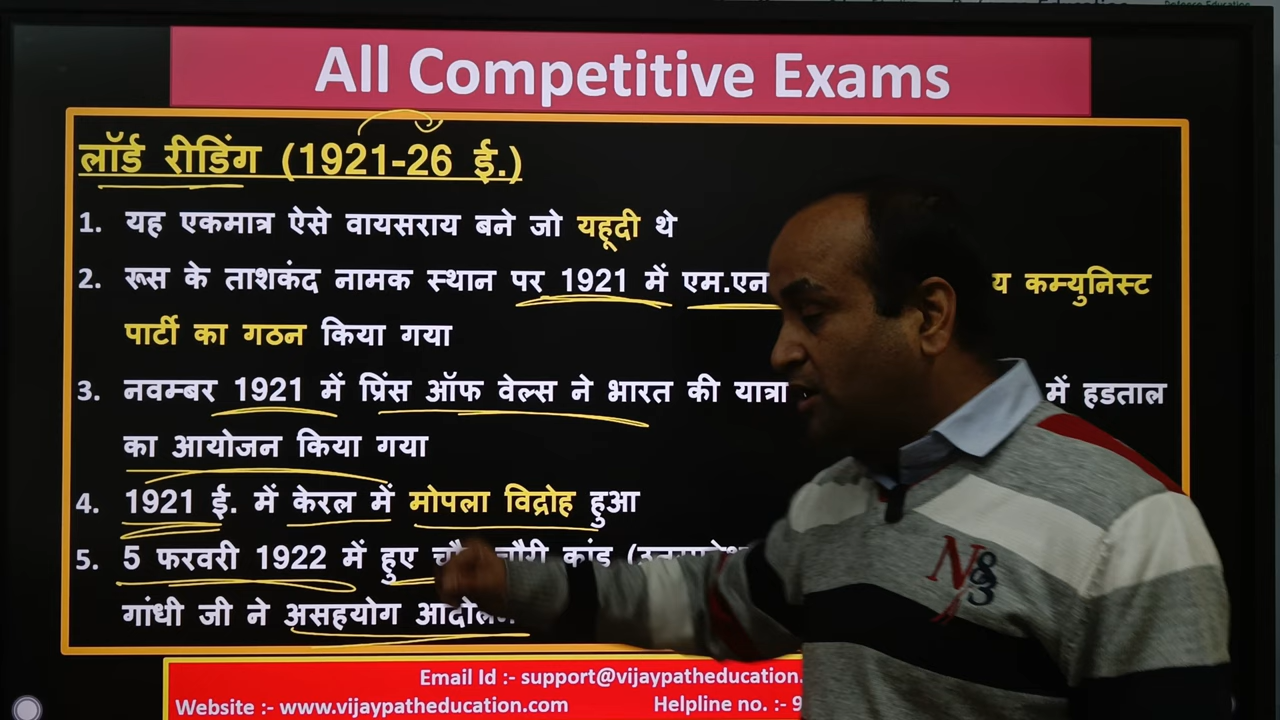 All Competitive Exams
लॉर्ड रीडिंग (1921-26 ई.)
1. यह एकमात्र ऐसे वायसराय बने जो यहूदी थे
2. रूस के ताशकंद नामक स्थान पर 1921 में एम.एन य कम्युनिस्ट
पार्टी का गठन किया गया
3. नवम्बर 1921 में प्रिंस ऑफ वेल्स ने भारत की यात्रा में हडताल
का आयोजन किया गया
4. 1921 ई. में केरल में मोपला विद्रोह हुआ
5. 5 फरवरी 1922 में हुए चौरी कांड
गांधी जी ने असहयोग
Email Id :- support@vijaypatheducation.
Website :- www.vijaypatheducation.com Helpline no. :- 9
N83